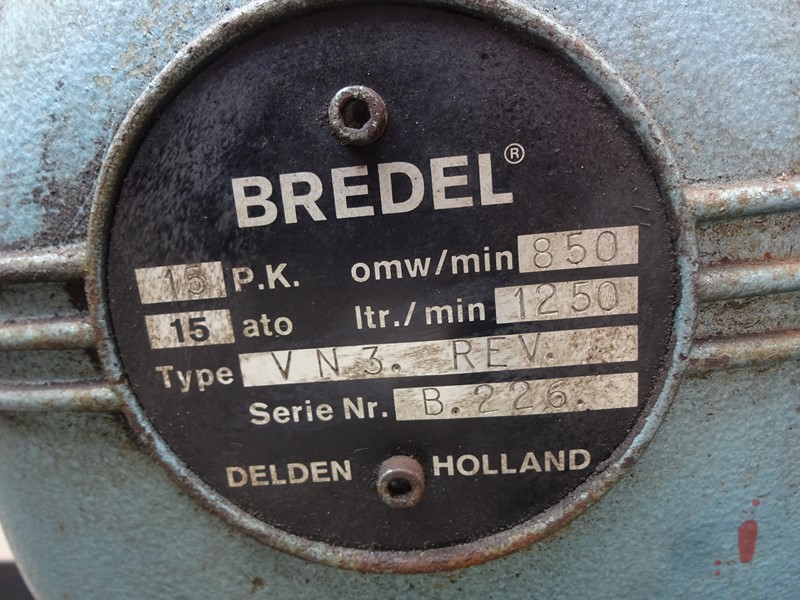 BREDEL®
15 P.K. omw/min 850
15 ato ltr./min 1250
Type VN3. REV.
Serie Nr. B.226.
DELDEN HOLLAND